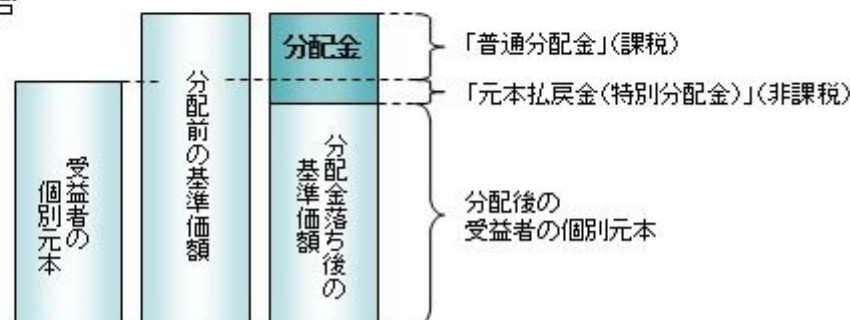 分配金
「普通分配金」(課税)
「元本払戻金(特別分配金)」(非課税)
受益者の
個別元本
分配前の基準価額
分配金落ち後の
基準価額
分配後の
受益者の個別元本